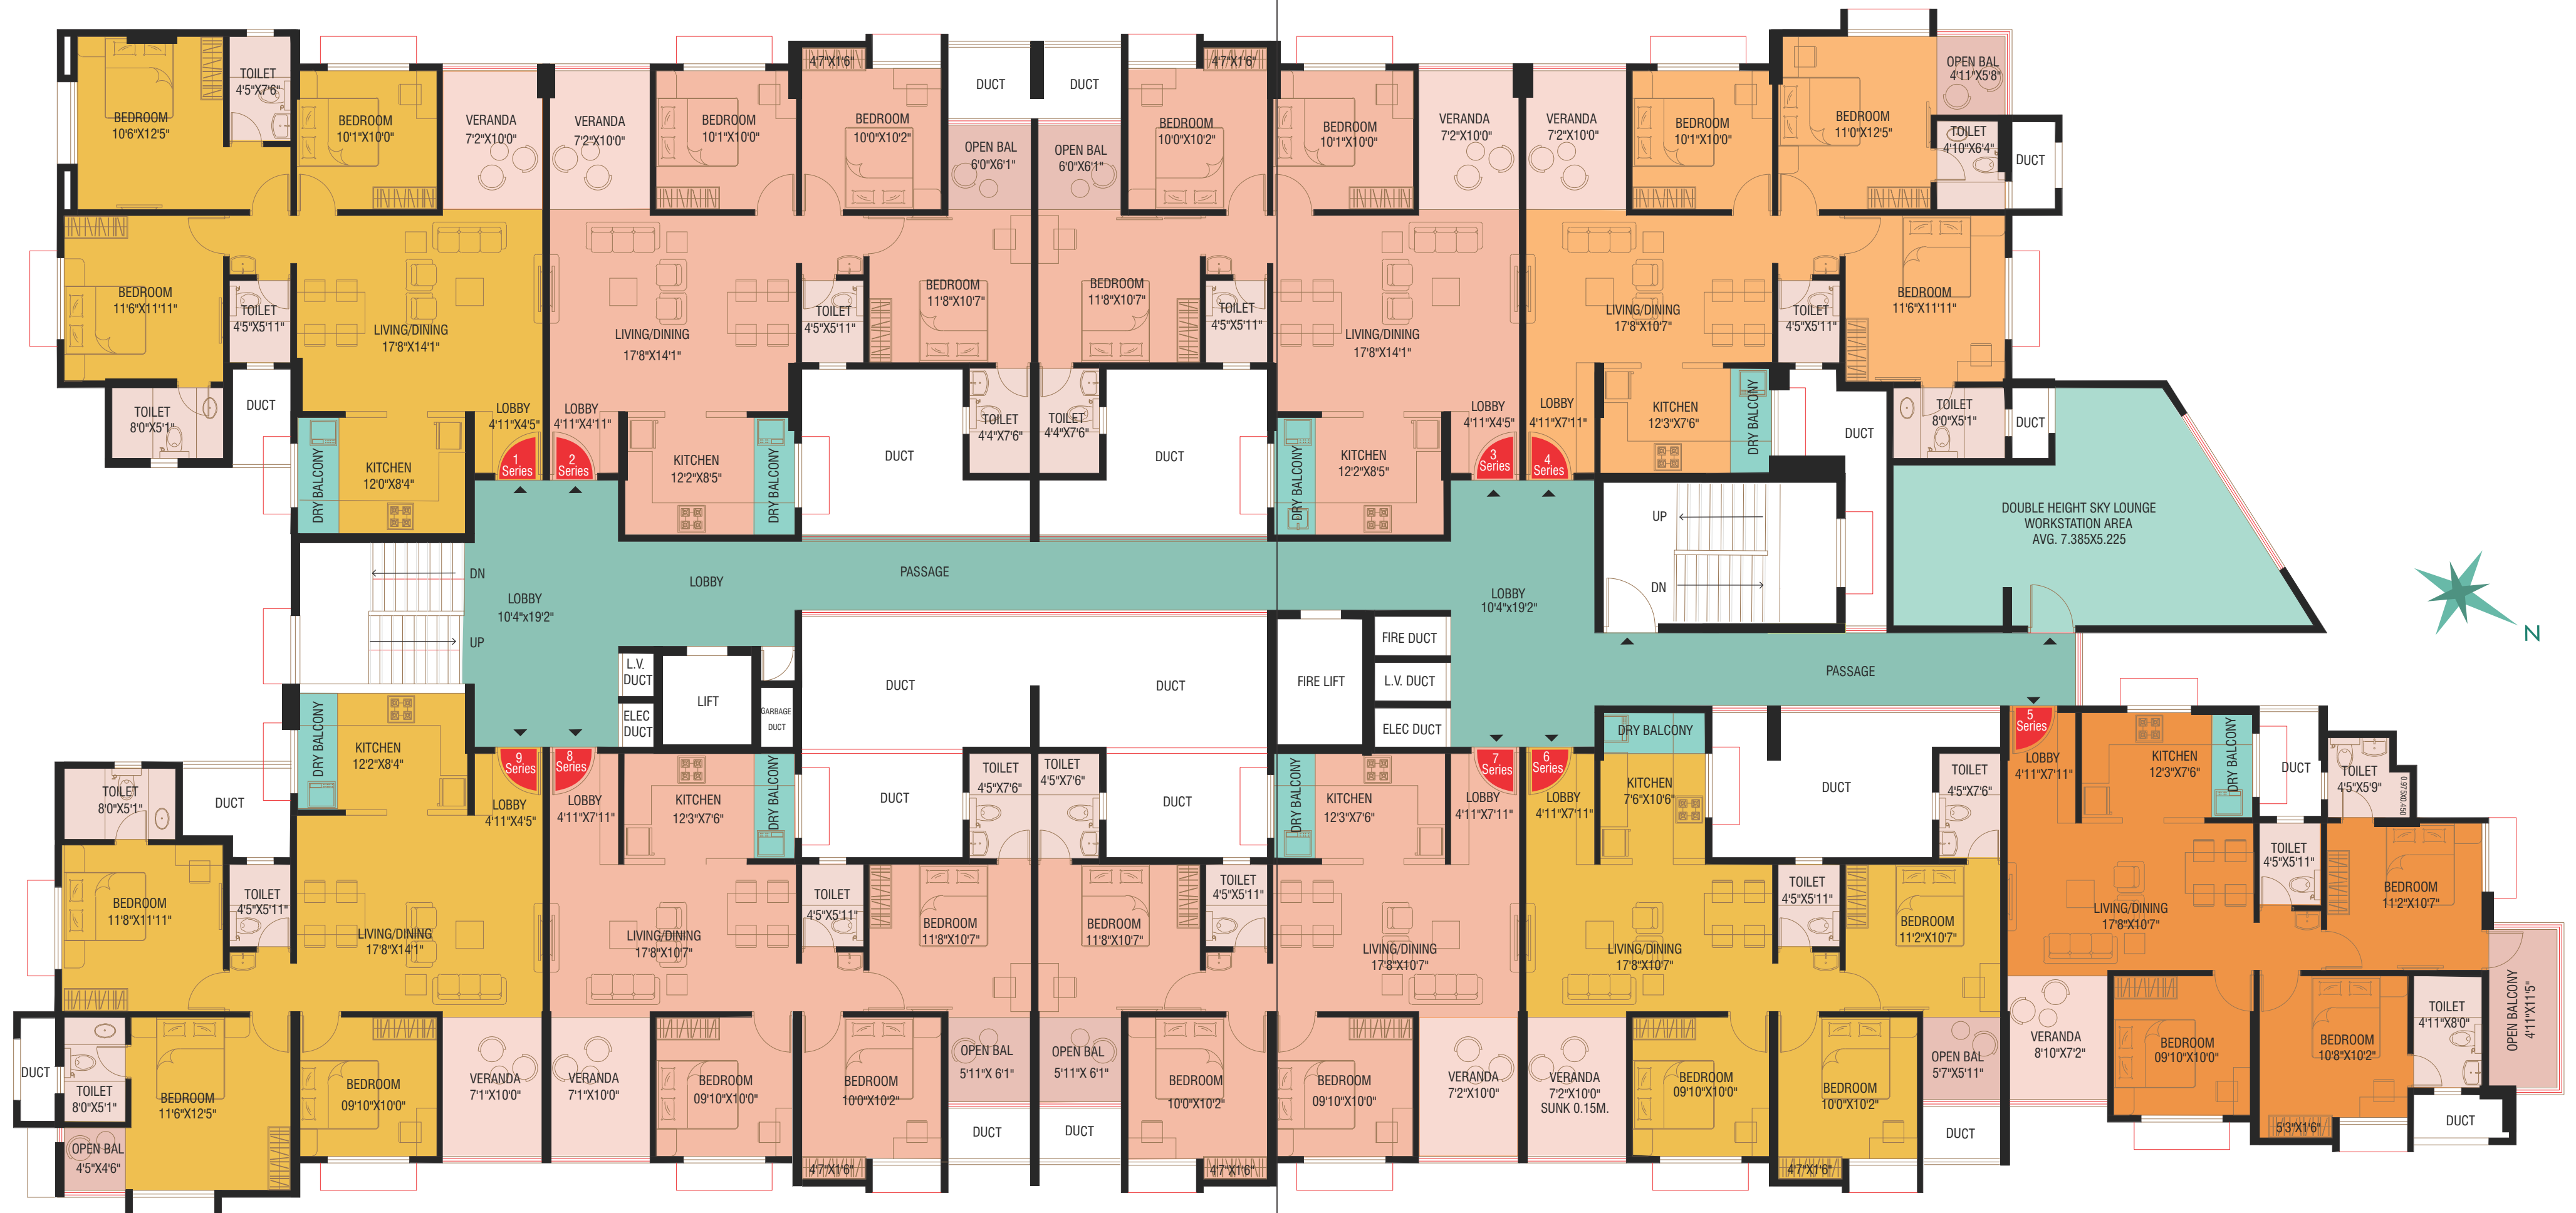 TOILET
4'5"X7'6"
BEDROOM
10'6"X12'5"
BEDROOM
10'1"X10'0"
VERANDA
7'2"X10'0"
VERANDA
7'2"X10'0"
BEDROOM
10'1"X10'0"
4'7"X1'6"
BEDROOM
10'0"X10'2"
DUCT
OPEN BAL
6'0"X6'1"
DUCT
OPEN BAL
6'0"X6'1"
4'7"X1'6"
BEDROOM
10'0"X10'2"
BEDROOM
10'1"X10'0"
VERANDA
7'2"X10'0"
VERANDA
7'2"X10'0"
BEDROOM
10'1"X10'0"
BEDROOM
11'0"X12'5"
OPEN BAL
4'11"X5'8"
TOILET
4'10"X6'4"
DUCT
BEDROOM
11'6"X11'11"
TOILET
4'5"X5'11"
LIVING/DINING
17'8"X14'1"
LIVING/DINING
17'8"X14'1"
TOILET
4'5"X5'11"
BEDROOM
11'8"X10'7"
BEDROOM
11'8"X10'7"
TOILET
4'5"X5'11"
LIVING/DINING
17'8"X14'1"
LIVING/DINING
17'8"X10'7"
TOILET
4'5"X5'11"
BEDROOM
11'6"X11'11"
TOILET
8'0"X5'1"
DUCT
LOBBY
4'11"X4'5"
LOBBY
4'11"X4'11"
TOILET
4'4"X7'6"
TOILET
4'4"X7'6"
LOBBY
4'11"X4'5"
LOBBY
4'11"X7'11"
KITCHEN
12'3"X7'6"
DRY BALCONY
DUCT
TOILET
8'0"X5'1"
DUCT
DRY BALCONY
KITCHEN
12'0"X8'4"
1
Series
2
Series
KITCHEN
12'2"X8'5"
DRY BALCONY
DUCT
DUCT
DRY BALCONY
KITCHEN
12'2"X8'5"
3
Series
4
Series
UP
DN
DOUBLE HEIGHT SKY LOUNGE
WORKSTATION AREA
AVG. 7.385X5.225
DN
UP
LOBBY
10'4"x19'2"
LOBBY
PASSAGE
LOBBY
10'4"x19'2"
N
L.V.
DUCT
ELEC
DUCT
LIFT
GARBAGE
DUCT
DUCT
DUCT
FIRE LIFT
FIRE DUCT
L.V. DUCT
ELEC DUCT
PASSAGE
DRY BALCONY
KITCHEN
12'2"X8'4"
9
Series
8
Series
7
Series
6
Series
DRY BALCONY
5
Series
TOILET
8'0"X5'1"
DUCT
LOBBY
4'11"X4'5"
LOBBY
4'11"X7'11"
KITCHEN
12'3"X7'6"
DRY BALCONY
DUCT
TOILET
4'5"X7'6"
TOILET
4'5"X7'6"
DUCT
DRY BALCONY
KITCHEN
12'3"X7'6"
LOBBY
4'11"X7'11"
LOBBY
4'11"X7'11"
KITCHEN
7'6"X10'6"
DUCT
TOILET
4'5"X7'6"
LOBBY
4'11"X7'11"
KITCHEN
12'3"X7'6"
DRY BALCONY
DUCT
TOILET
4'5"X5'9"
0.975X0.450
BEDROOM
11'8"X11'11"
TOILET
4'5"X5'11"
LIVING/DINING
17'8"X14'1"
LIVING/DINING
17'8"X10'7"
TOILET
4'5"X5'11"
BEDROOM
11'8"X10'7"
BEDROOM
11'8"X10'7"
TOILET
4'5"X5'11"
LIVING/DINING
17'8"X10'7"
LIVING/DINING
17'8"X10'7"
TOILET
4'5"X5'11"
BEDROOM
11'2"X10'7"
LIVING/DINING
17'8"X10'7"
TOILET
4'5"X5'11"
BEDROOM
11'2"X10'7"
DUCT
TOILET
8'0"X5'1"
OPEN BAL
4'5"X4'6"
BEDROOM
11'6"X12'5"
BEDROOM
09'10"X10'0"
VERANDA
7'1"X10'0"
VERANDA
7'1"X10'0"
BEDROOM
09'10"X10'0"
BEDROOM
10'0"X10'2"
4'7"X1'6"
OPEN BAL
5'11"X 6'1"
DUCT
OPEN BAL
5'11"X 6'1"
DUCT
BEDROOM
10'0"X10'2"
4'7"X1'6"
BEDROOM
09'10"X10'0"
VERANDA
7'2"X10'0"
VERANDA
7'2"X10'0"
SUNK 0.15M.
BEDROOM
09'10"X10'0"
BEDROOM
10'0"X10'2"
4'7"X1'6"
OPEN BAL
5'7"X5'11"
DUCT
VERANDA
8'10"X7'2"
BEDROOM
09'10"X10'0"
BEDROOM
10'8"X10'2"
5'3"X1'6"
TOILET
4'11"X8'0"
DUCT
OPEN BALCONY
4'11"X11'5"